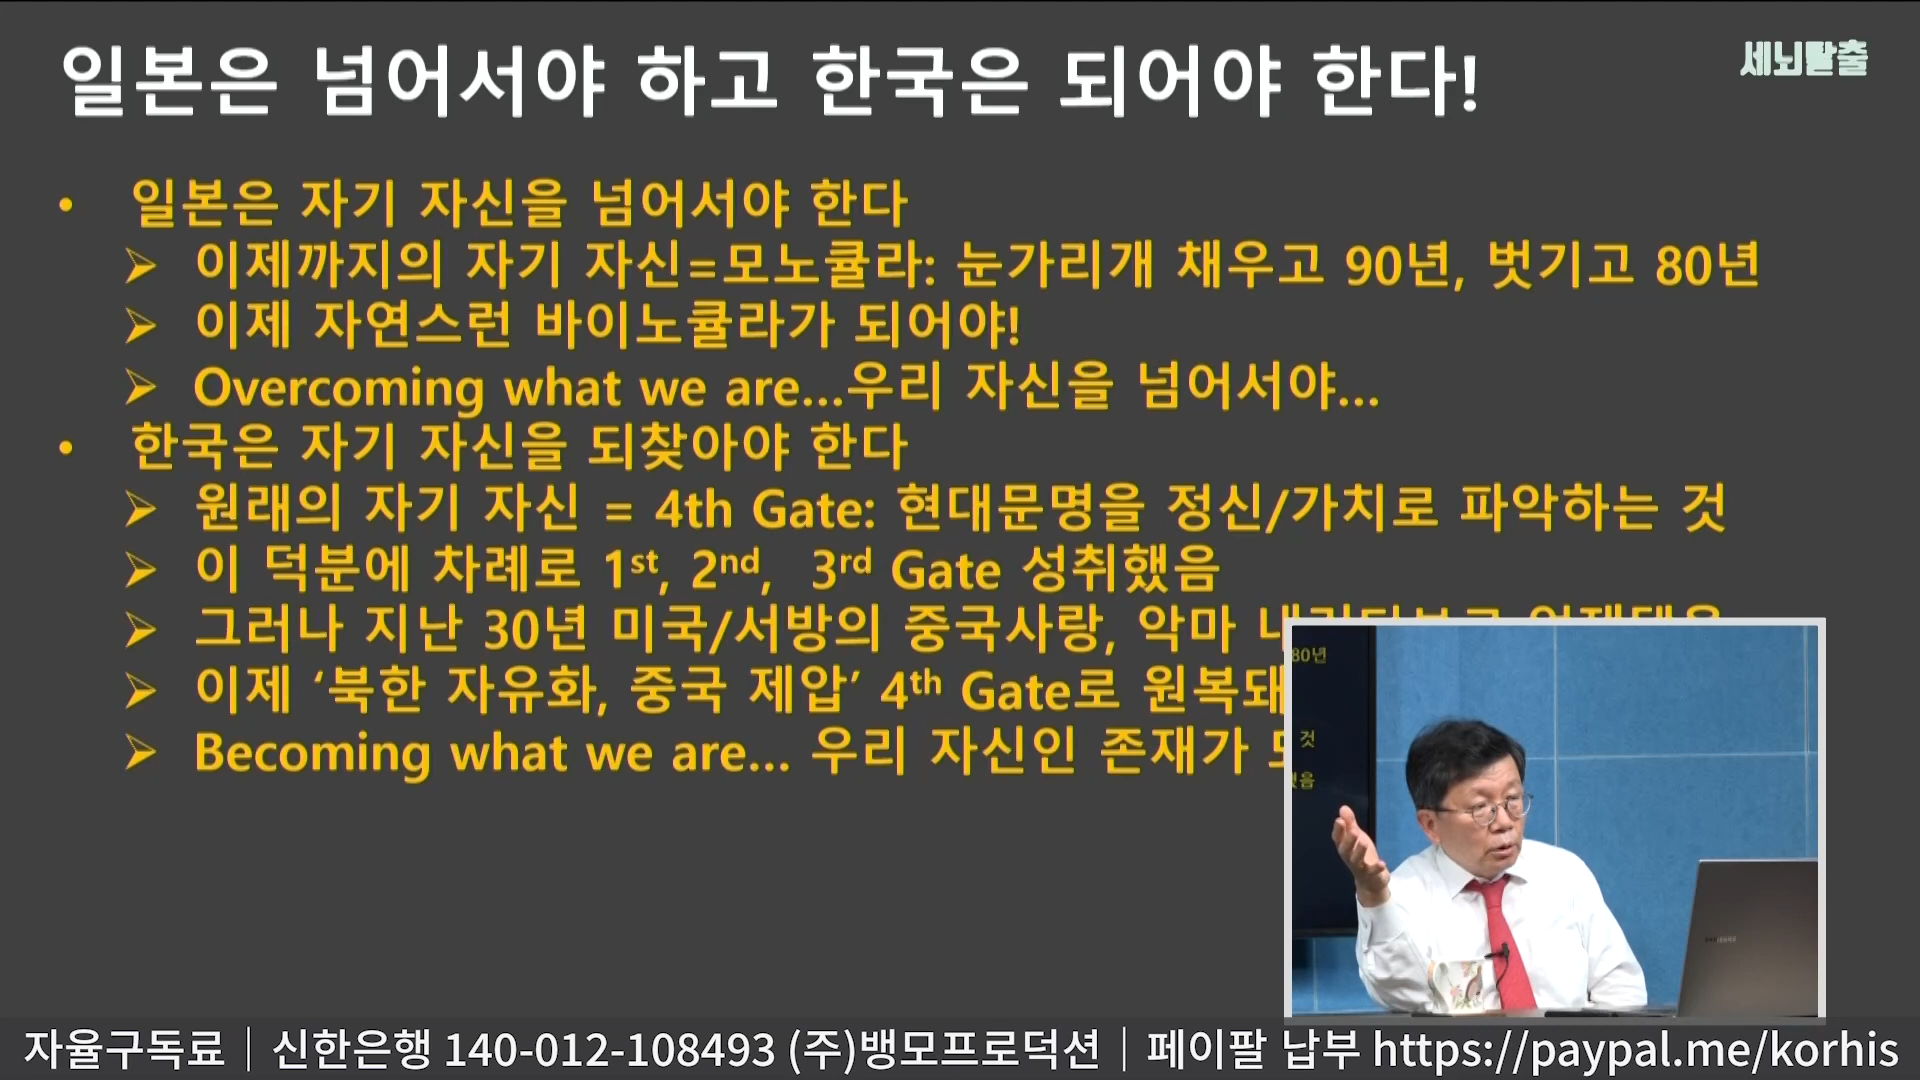 일본은 넘어서야 하고 한국은 되어야 한다!
세뇌탈출
• 일본은 자기 자신을 넘어서야 한다
➢ 이제까지의 자기 자신=모노큘라: 눈가리개 채우고 90년, 벗기고 80년
➢ 이제 자연스런 바이노큘라가 되어야!
➢ Overcoming what we are...우리 자신을 넘어서야...
• 한국은 자기 자신을 되찾아야 한다
➢ 원래의 자기 자신 = 4th Gate: 현대문명을 정신/가치로 파악하는 것
➢ 이 덕분에 차례로 1st, 2nd, 3rd Gate 성취했음
➢ 그러나 지난 30년 미국/서방의 중국사랑, 악마
➢ 이제 ‘북한 자유화, 중국 제압’ 4th Gate로 원복돼
➢ Becoming what we are... 우리 자신인 존재가
80년
것
음
자율구독료│신한은행 140-012-108493 (주)뱅모프로덕션│페이팔 납부 https://paypal.me/korhis